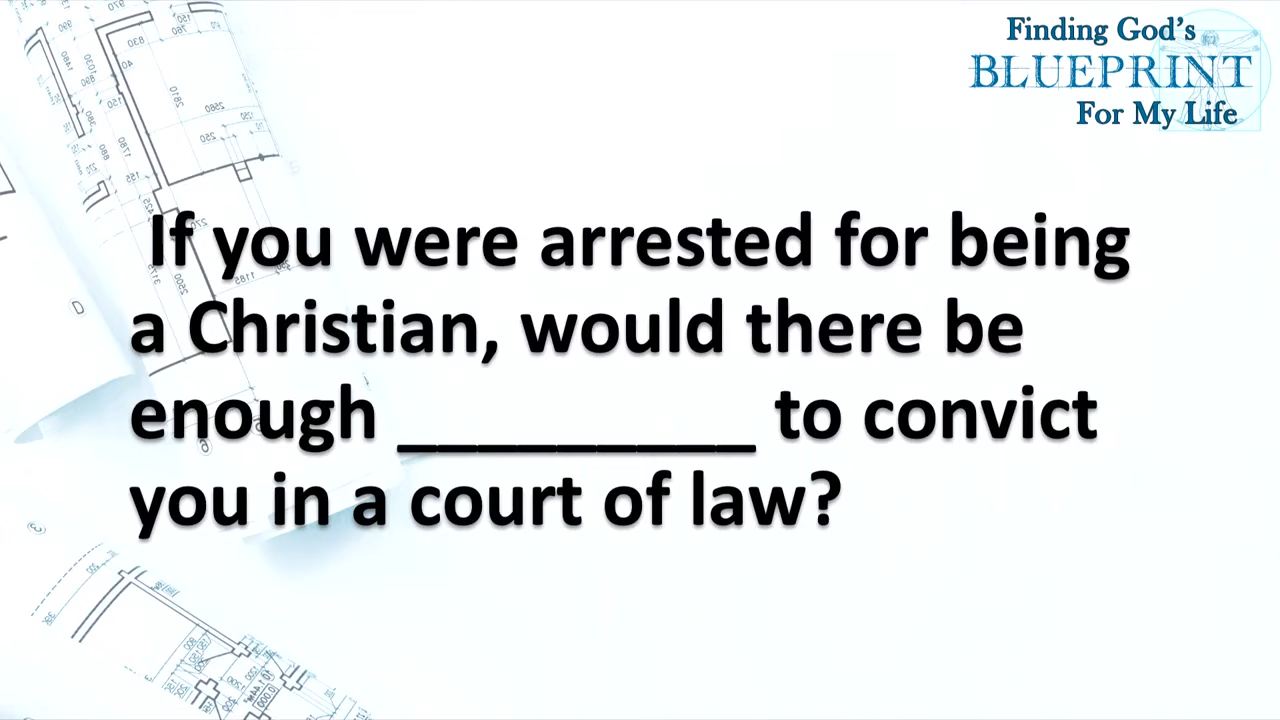 Finding God's
BLUEPRINT
For My Life
If you were arrested for being
a Christian, would there be
enough __________ to convict
you in a court of law?